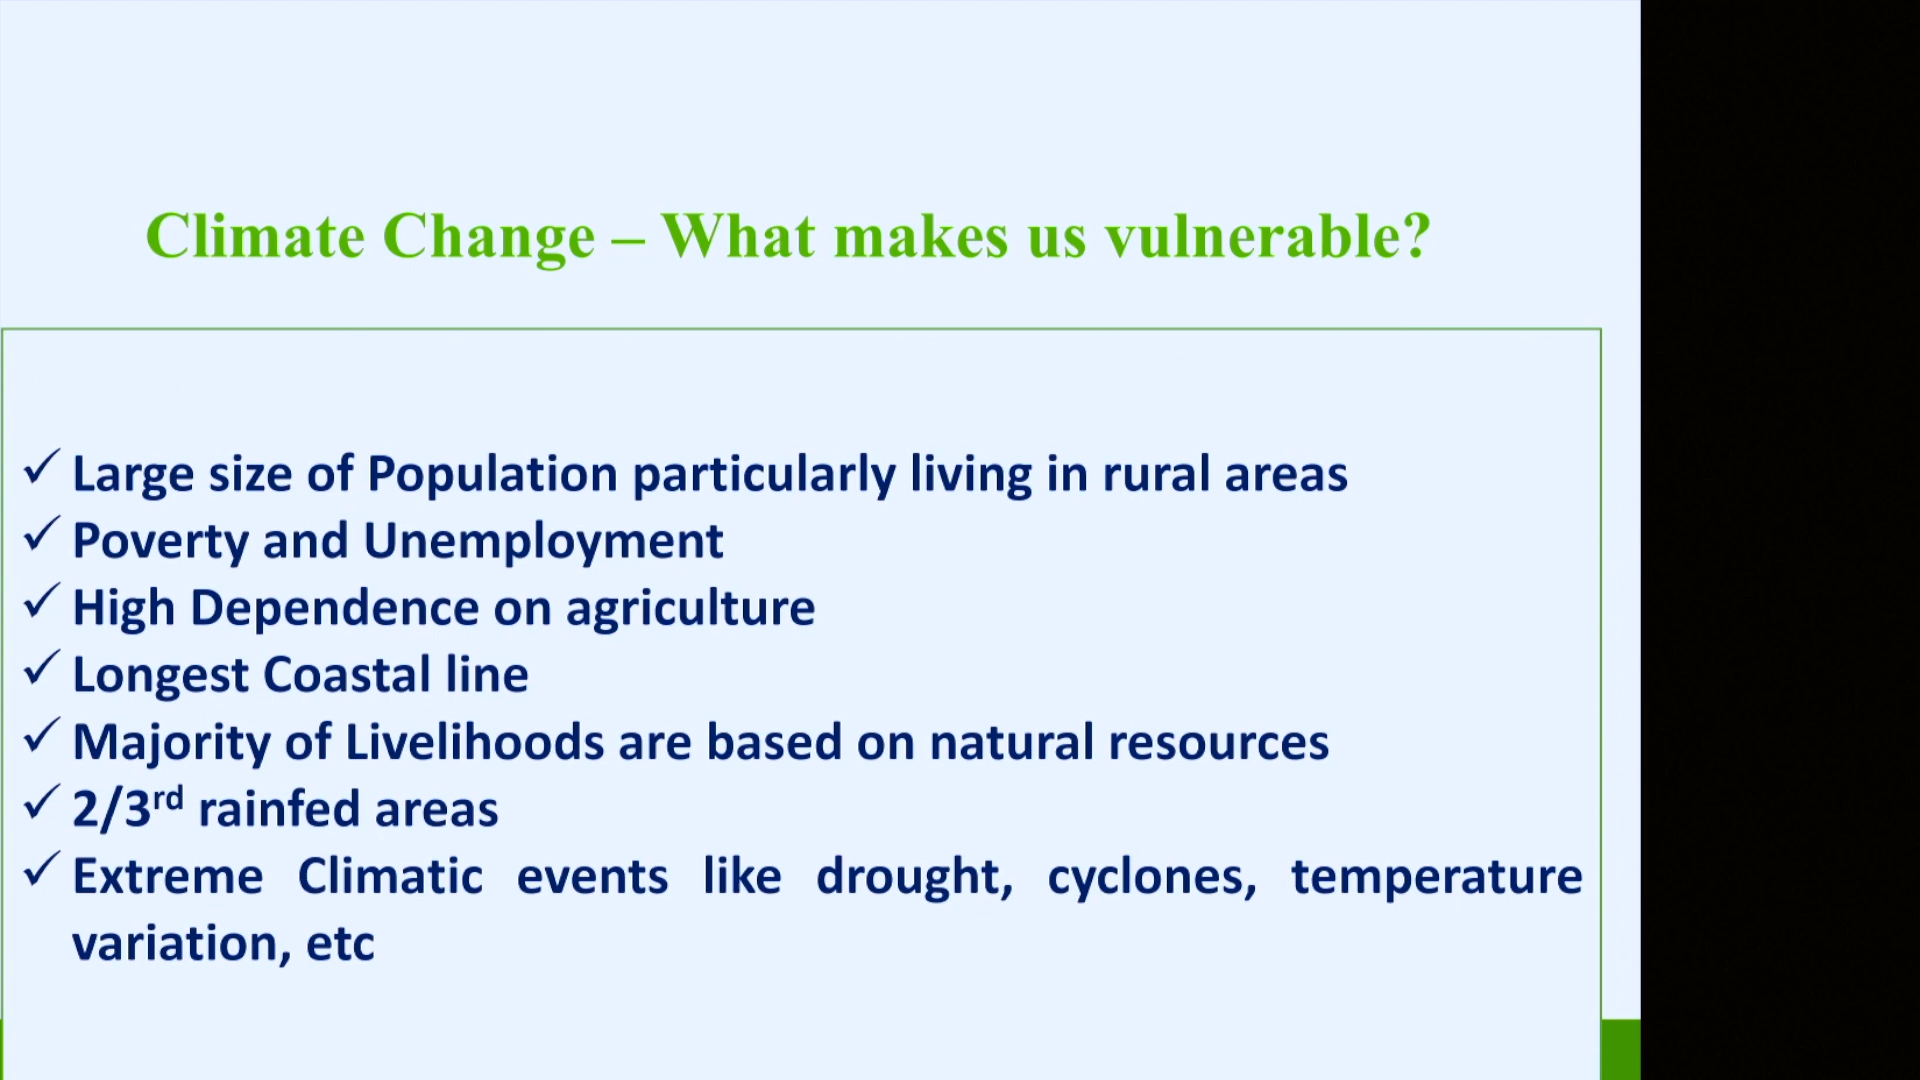 Climate Change – What makes us vulnerable?
✓ Large size of Population particularly living in rural areas
✓ Poverty and Unemployment
✓ High Dependence on agriculture
✓ Longest Coastal line
✓ Majority of Livelihoods are based on natural resources
✓ 2/3rd rainfed areas
✓ Extreme Climatic events like drought, cyclones, temperature
variation, etc